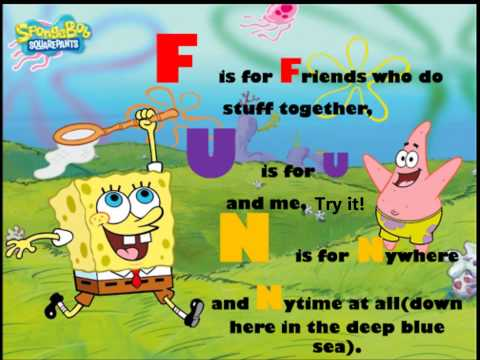 SpongeBob
SQUAREPANTS
F is for Friends who do
stuff together,
U is for U
and me, Try it!
N is for Nywhere
and Nytime at all(down
here in the deep blue
sea).